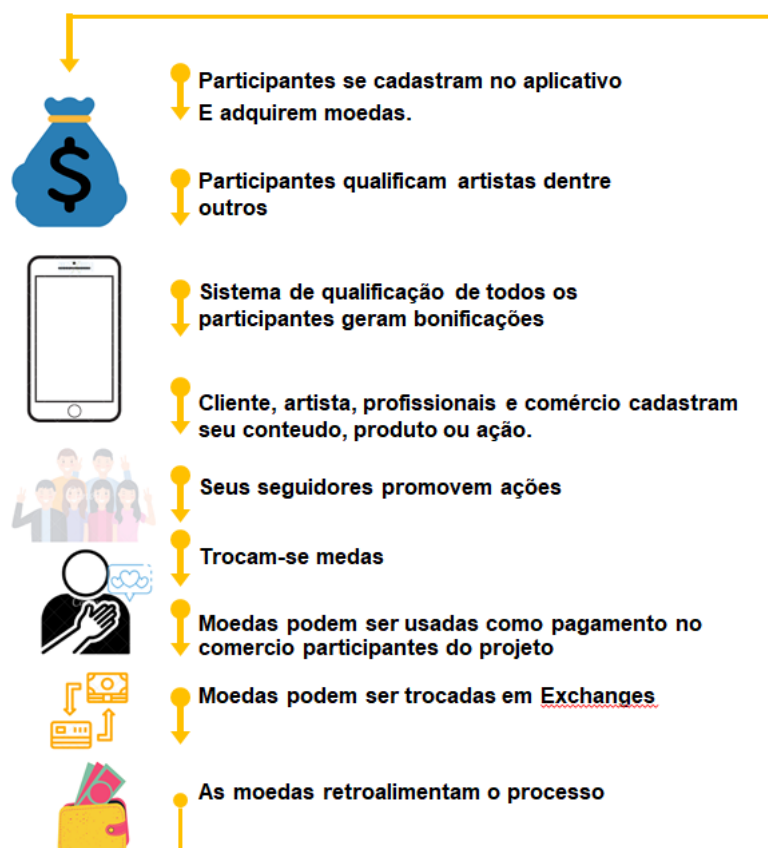 Participantes se cadastram no aplicativo
E adquirem moedas.
Participantes qualificam artistas dentre
outros
Sistema de qualificação de todos os
participantes geram bonificações
Cliente, artista, profissionais e comércio cadastram
seu conteudo, produto ou ação.
Seus seguidores promovem ações
Trocam-se medas
Moedas podem ser usadas como pagamento no
comercio participantes do projeto
Moedas podem ser trocadas em Exchanges
As moedas retroalimentam o processo